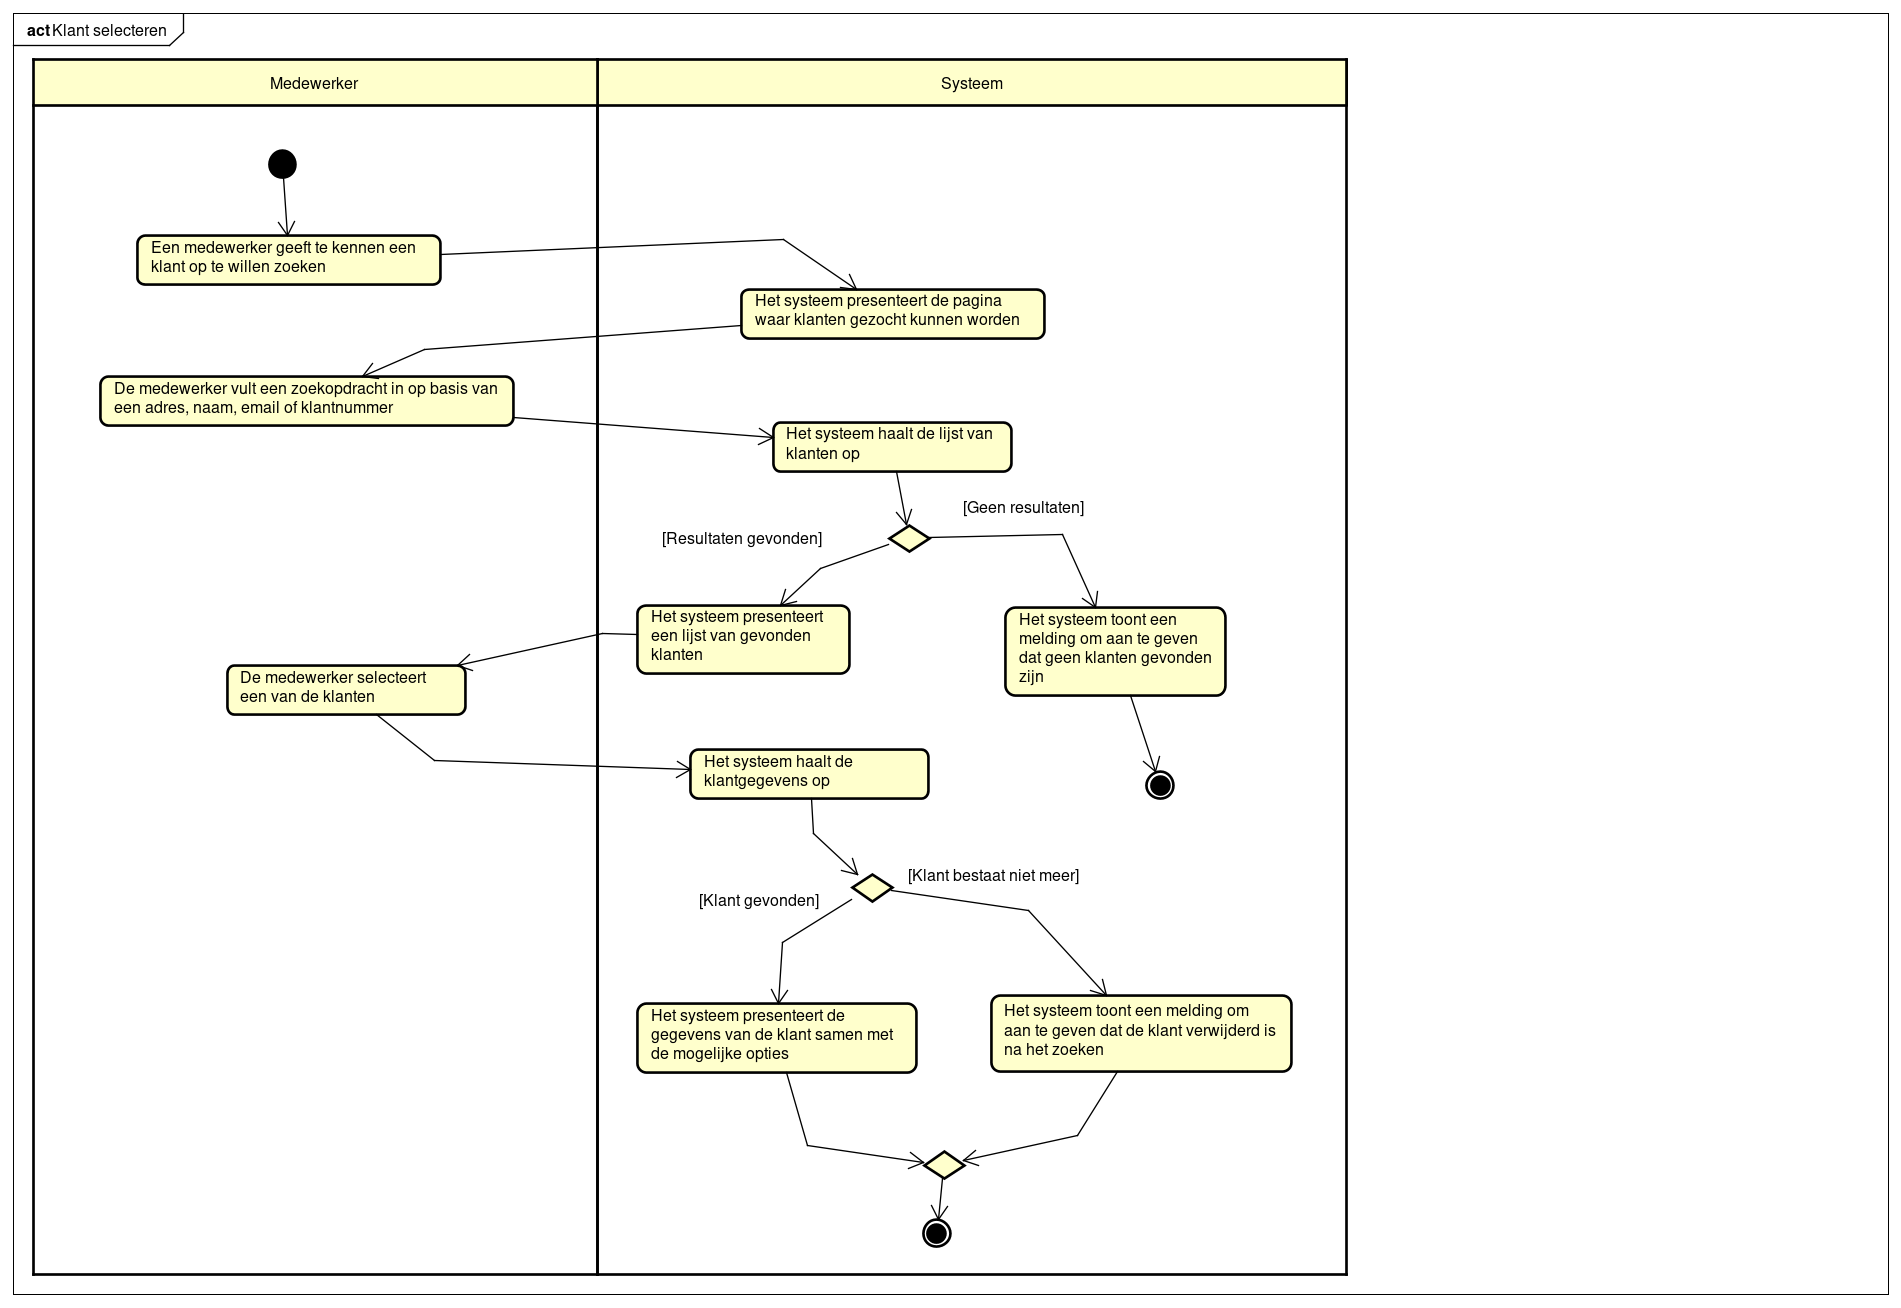 act Klant selecteren
Medewerker
Systeem
Een medewerker geeft te kennen een
klant op te willen zoeken
Het systeem presenteert de pagina
waar klanten gezocht kunnen worden
De medewerker vult een zoekopdracht in op basis van
een adres, naam, email of klantnummer
Het systeem haalt de lijst van
klanten op
[Geen resultaten]
[Resultaten gevonden]
Het systeem presenteert
een lijst van gevonden
klanten
Het systeem toont een
melding om aan te geven
dat geen klanten gevonden
zijn
De medewerker selecteert
een van de klanten
Het systeem haalt de
klantgegevens op
[Klant bestaat niet meer]
[Klant gevonden]
Het systeem presenteert de
gegevens van de klant samen met
de mogelijke opties
Het systeem toont een melding om
aan te geven dat de klant verwijderd is
na het zoeken